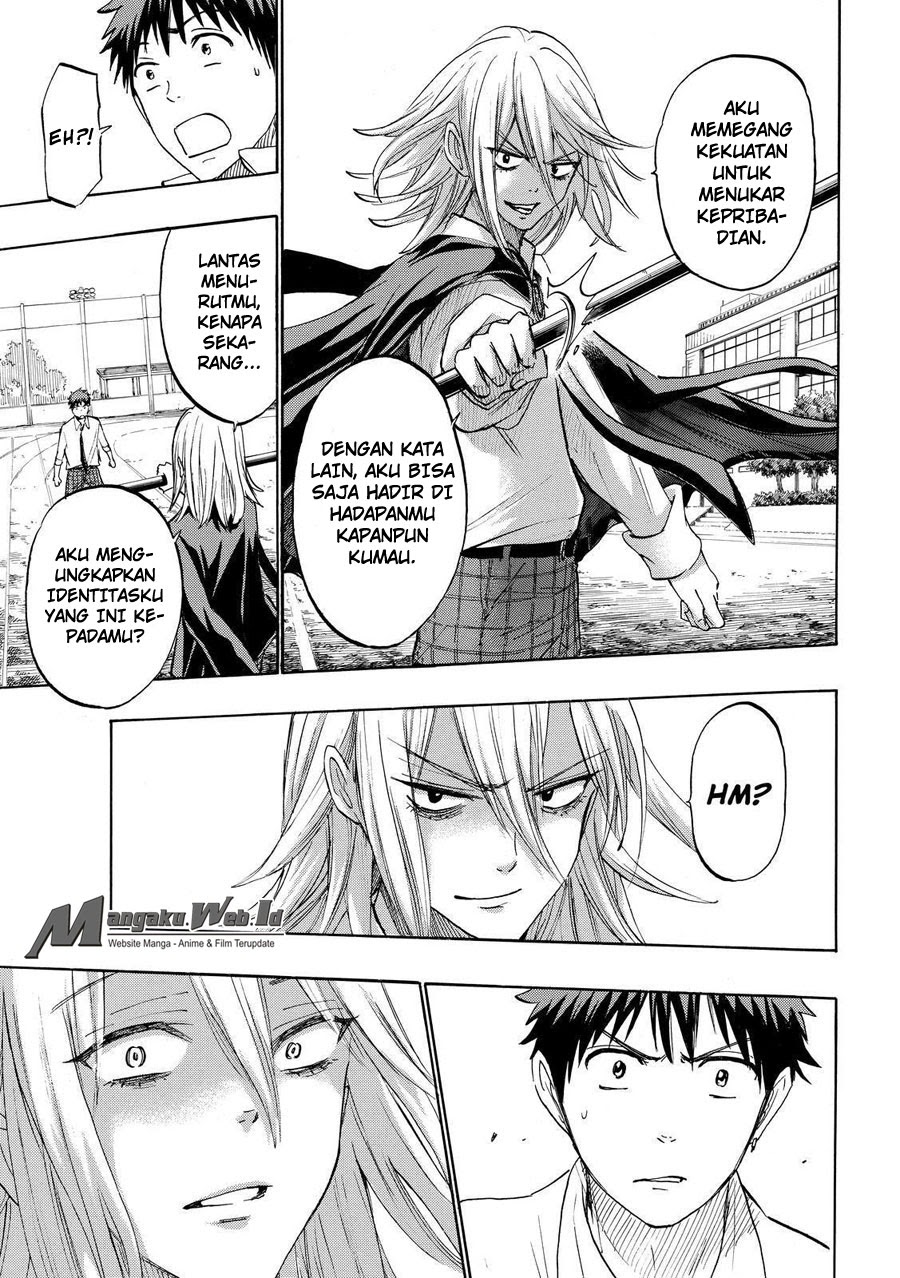 AKU
MEMEGANG
KEKUATAN
UNTUK
MENUKAR
KEPRIBA-
DIAN.
DENGAN KATA
LAIN, AKU BISA
SAJA HADIR DI
HADAPANMU
KAPANPUN
KUMAU.
EH?!
LANTAS
MENU-
RUTMU,
KENAPA
SEKA-
RANG...
AKU MENG-
UNGKAPKAN
IDENTITASKU
YANG INI KE-
PADAMU?
HM?
Mangaku.Web.Id
Website Manga - Anime & Film Terupdate